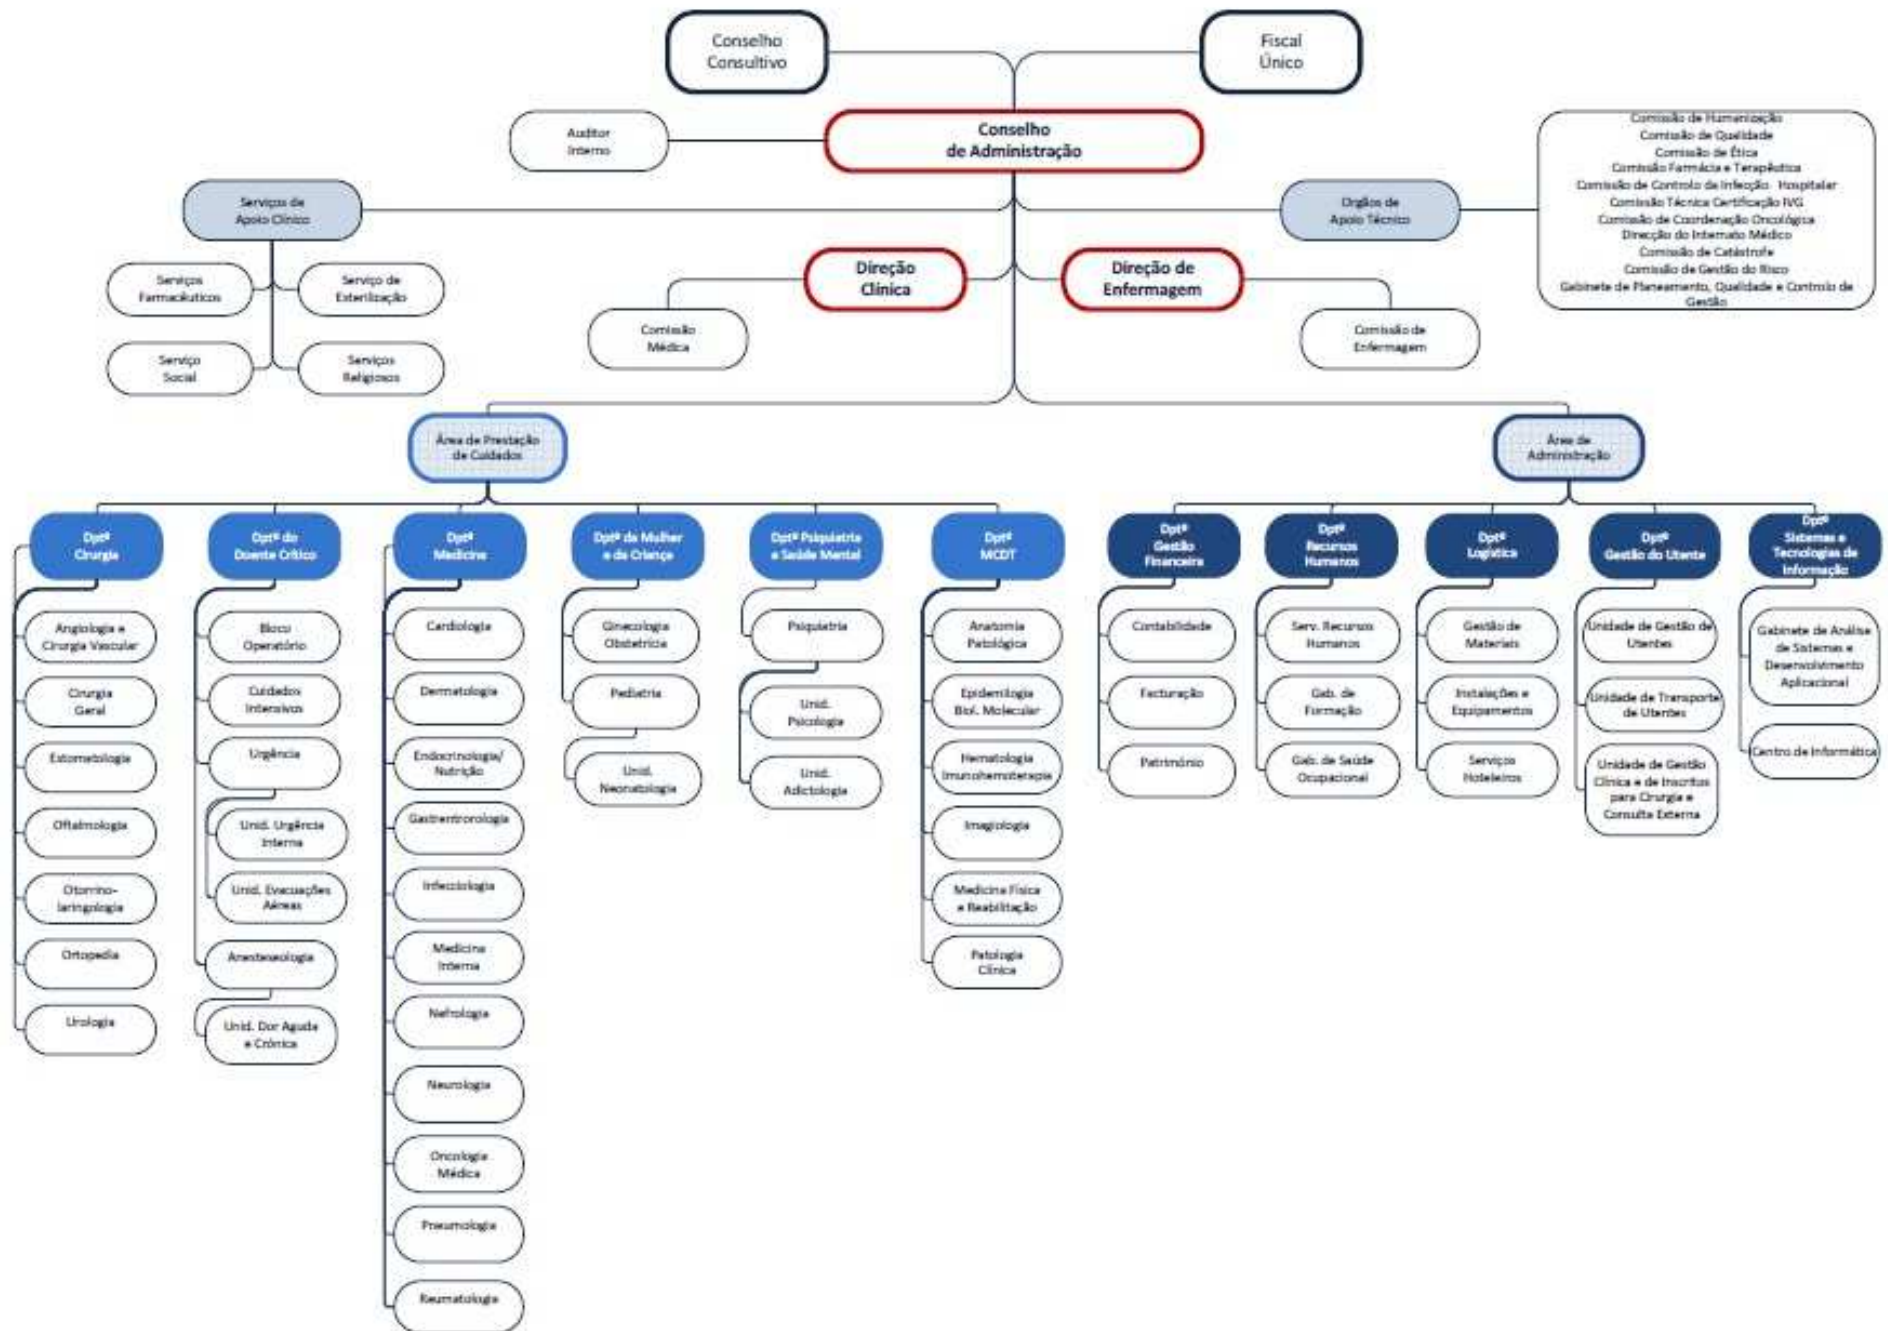 Conselho
Consultivo
Fiscal
Único
Auditor
Interno
Conselho
de Administração
Comissão de Humanização
Comissão de Qualidade
Comissão de Ética
Comissão Farmácia e Terapêutica
Comissão de Controlo da Infecção Hospitalar
Comissão Técnica Certificação IVG
Comissão de Coordenação Oncológica
Direcção do Internato Médico
Comissão de Catástrofe
Comissão de Gestão do Risco
Gabinete de Planeamento, Qualidade e Controlo de
Gestão
Serviços de
Apoio Clínico
Orgãos de
Apoio Técnico
Serviços
Farmacêuticos
Serviço de
Esterilização
Serviço
Social
Serviços
Religiosos
Direção
Clínica
Direção de
Enfermagem
Comissão
Médica
Comissão de
Enfermagem
Área de Prestação
de Cuidados
Área de
Administração
Dptº
Cirurgia
Angiologia e
Cirurgia Vascular
Cirurgia
Geral
Estomatologia
Oftalmologia
Otorrino-
laringologia
Ortopedia
Urologia
Dptº do
Doente Crítico
Bloco
Operatório
Cuidados
Intensivos
Urgência
Unid. Urgência
Interna
Unid. Evacuações
Aéreas
Anesteseologia
Unid. Dor Aguda
e Crónica
Dptº
Medicina
Cardiologia
Dermatologia
Endocrinologia/
Nutrição
Gastrentrorologia
Infecciologia
Medicina
Interna
Nefrologia
Neurologia
Oncologia
Médica
Pneumologia
Reumatologia
Dptº da Mulher
e da Criança
Ginecologia
Obstetrícia
Pediatria
Unid.
Neonatologia
Dptº Psiquiatria
e Saúde Mental
Psiquiatria
Unid.
Psicologia
Unid.
Adictologia
Dptº
MCDT
Anatomia
Patológica
Epidemilogia
Biol. Molecular
Hematologia
Imunohemoterapia
Imagiologia
Medicina Física
e Reabilitação
Patologia
Clínica
Dptº
Gestão
Financeira
Contabilidade
Facturação
Património
Dptº
Recursos
Humanos
Serv. Recursos
Humanos
Gab. de
Formação
Gab. de Saúde
Ocupacional
Dptº
Logística
Gestão de
Materiais
Instalações e
Equipamentos
Serviços
Hoteleiros
Dptº
Gestão do Utente
Unidade de Gestão de
Utentes
Unidade de Transporte
de Utentes
Unidade de Gestão
Clínica e de Inscritos
para Cirurgia e
Consulta Externa
Dptº
Sistemas e
Tecnologias de
Informação
Gabinete de Análise
de Sistemas e
Desenvolvimento
Aplicacional
Centro de Informática